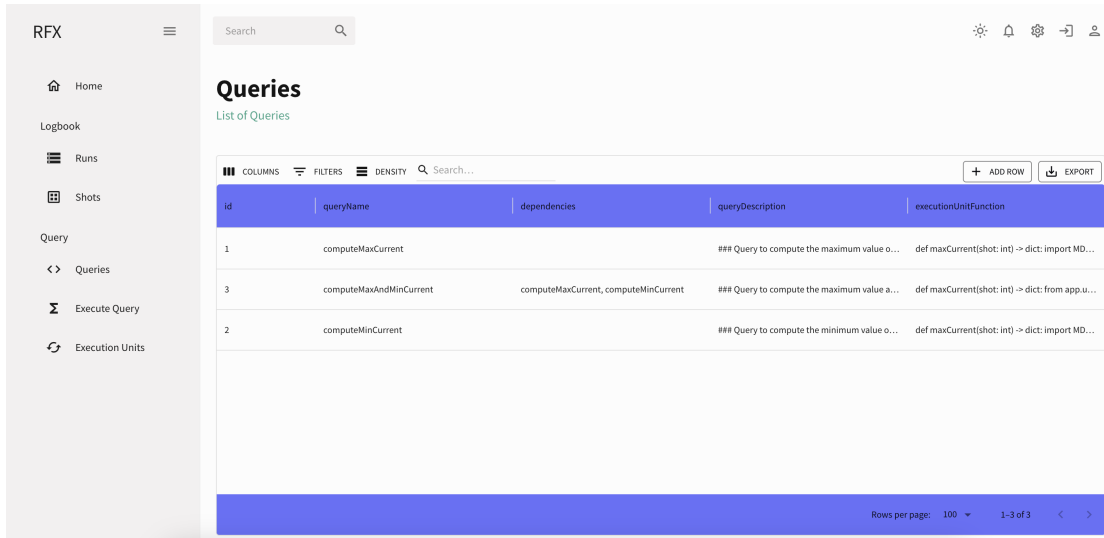 RFX
Search
Home
Logbook
Runs
Shots
Query
Queries
Execute Query
Execution Units
Queries
List of Queries
COLUMNS FILTERS DENSITY Search... ADD ROW EXPORT
id queryName dependencies queryDescription executionUnitFunction
1 computeMaxCurrent ### Query to compute the maximum value o... def maxCurrent(shot: int) -> dict: import MD...
3 computeMaxAndMinCurrent computeMaxCurrent, computeMinCurrent ### Query to compute the maximum value a... def maxCurrent(shot: int) -> dict: from app.u...
2 computeMinCurrent ### Query to compute the minimum value o... def maxCurrent(shot: int) -> dict: import MD...
Rows per page: 100 1–3 of 3